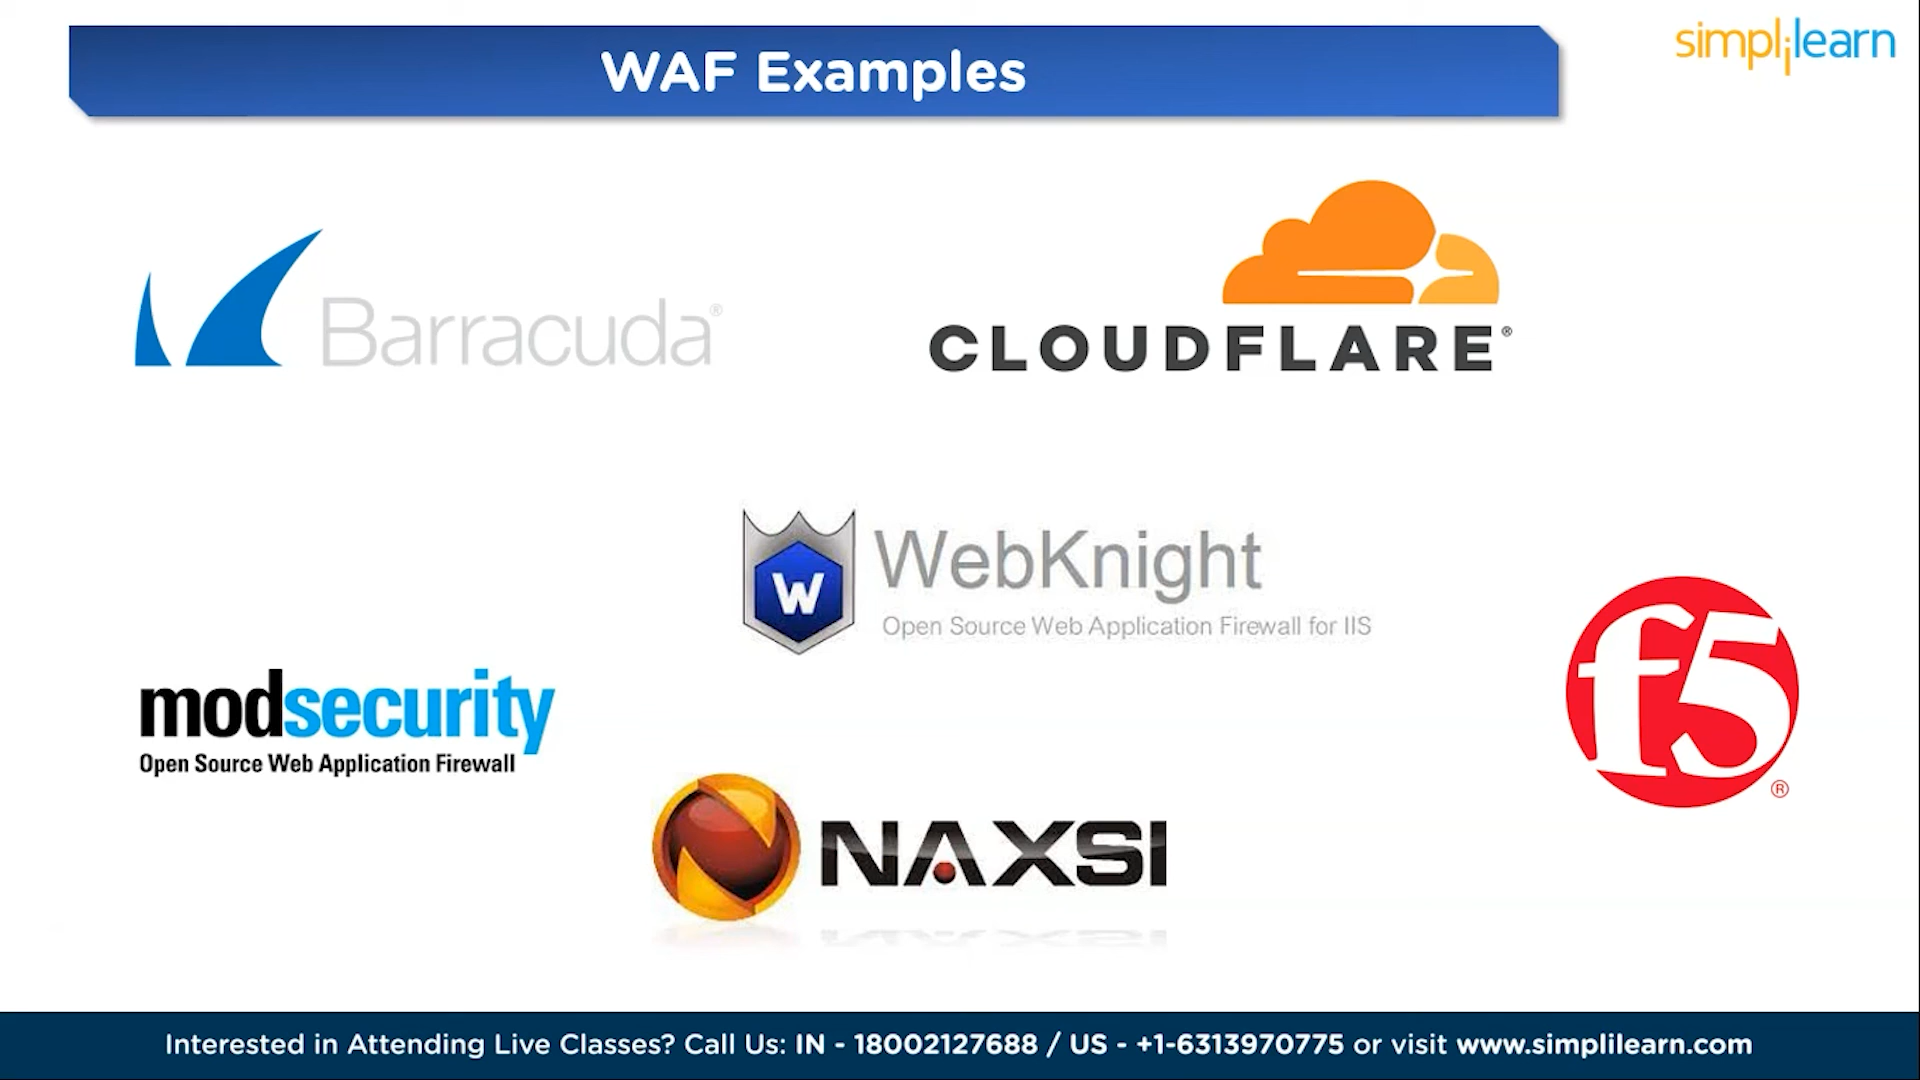 WAF Examples
simplilearn
Barracuda®
CLOUDFLARE®
W
WebKnight
Open Source Web Application Firewall for IIS
f5®
modsecurity
Open Source Web Application Firewall
NAXSI
Interested in Attending Live Classes? Call Us: IN - 18002127688 / US - +1-6313970775 or visit www.simplilearn.com